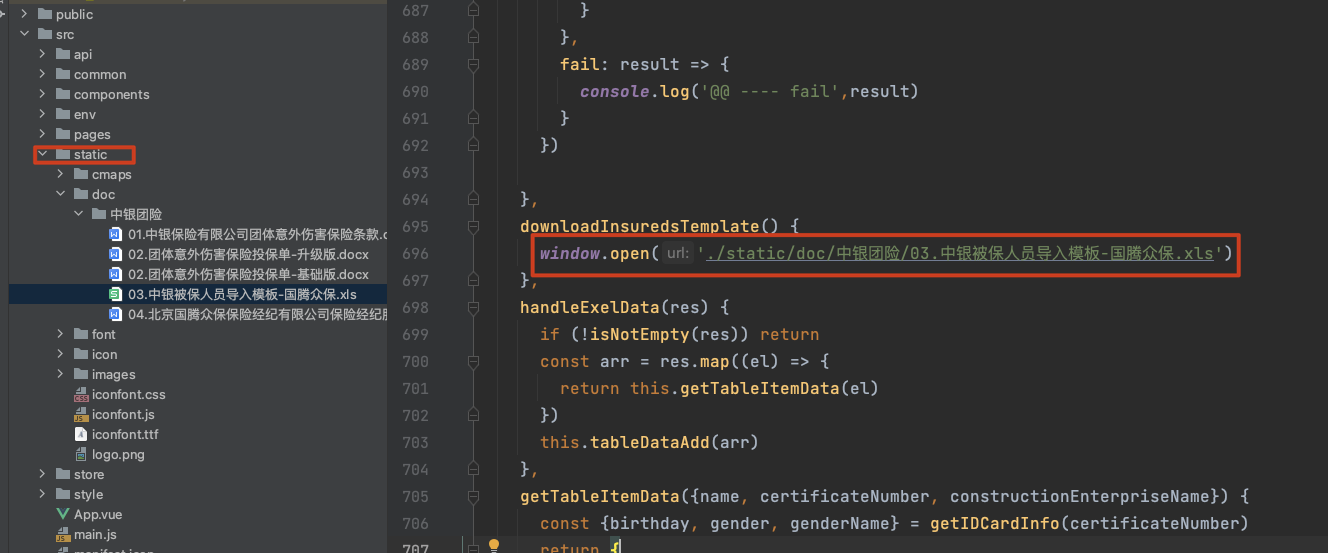 public
src
api
common
components
env
pages
static
cmaps
doc
中银团险
01.中银保险有限公司团体意外伤害保险条款.
02.团体意外伤害保险投保单-升级版.docx
02.团体意外伤害保险投保单-基础版.docx
03.中银被保人员导入模板-国腾众保.xls
04.北京国腾众保保险经纪有限公司保险经纪
font
icon
images
iconfont.css
iconfont.js
iconfont.ttf
logo.png
store
style
App.vue
main.js
manifest.json
687 }
688 },
689 fail: result => {
690 console.log('@@ ---- fail',result)
691 }
692 })
693
694 },
695 downloadInsuredsTemplate() {
696 window.open( url: './static/doc/中银团险/03.中银被保人员导入模板-国腾众保.xls')
697 },
698 handleExelData(res) {
699 if (!isNotEmpty(res)) return
700 const arr = res.map((el) => {
701 return this.getTableItemData(el)
702 })
703 this.tableDataAdd(arr)
704 },
705 getTableItemData({name, certificateNumber, constructionEnterpriseName}) {
706 const {birthday, gender, genderName} = getIDCardInfo(certificateNumber)
707 return {